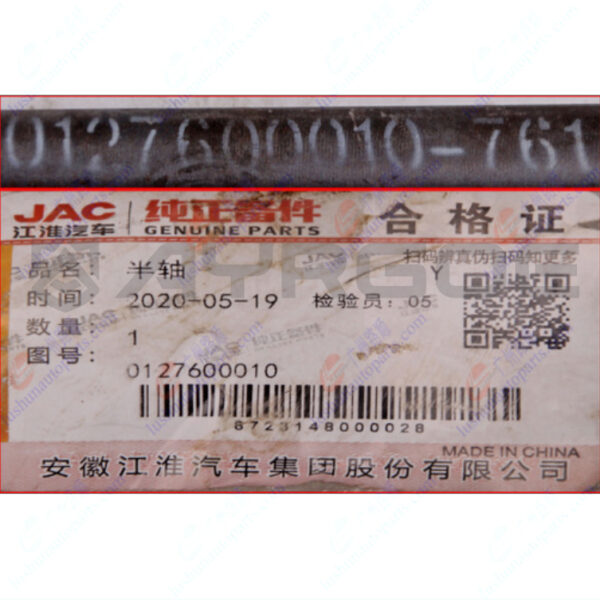 0127600010-761
JAC 纯正备件 合格证
江淮汽车 GENUINE PARTS
扫码辨真伪扫码知更多
品名: 半轴 Y
时间: 2020-05-19 检验员: 05
数量: 1
图号: 0127600010
8723148000028
MADE IN CHINA
安徽江淮汽车集团股份有限公司